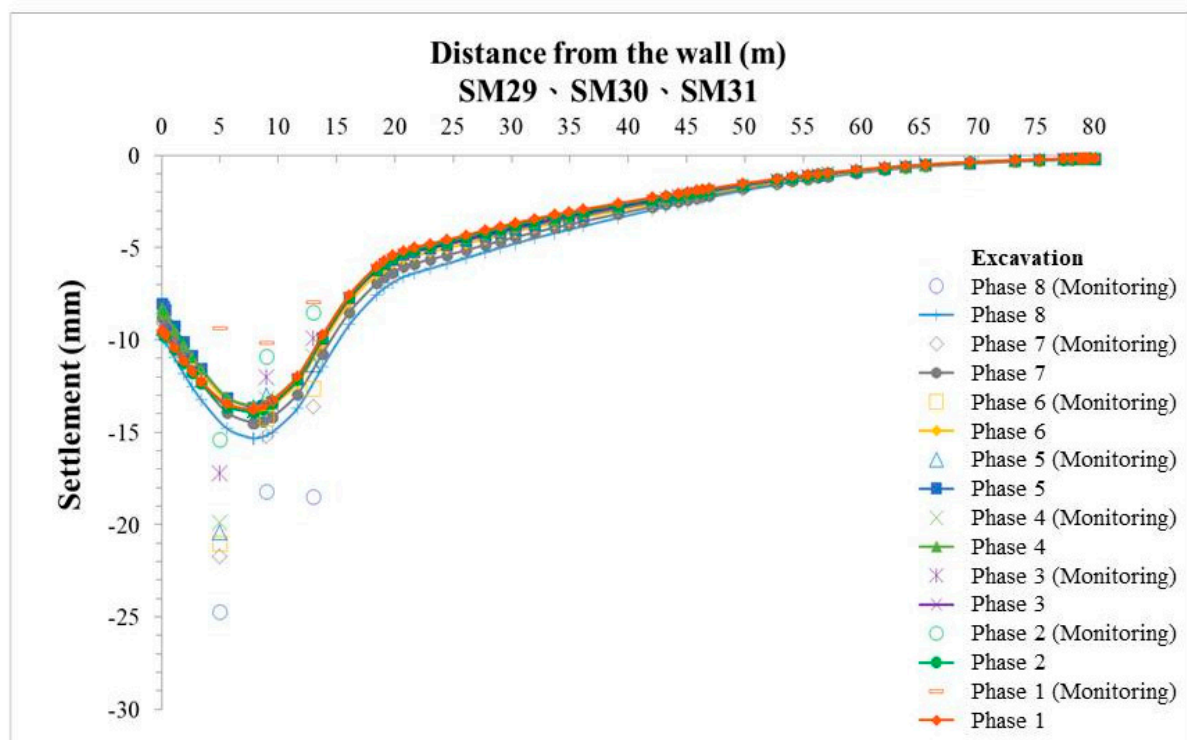 Distance from the wall (m)
SM29、SM30、SM31
0 5 10 15 20 25 30 35 40 45 50 55 60 65 70 75 80
Settlement (mm)
0
-5
-10
-15
-20
-25
-30
Excavation
Phase 8 (Monitoring)
Phase 8
Phase 7 (Monitoring)
Phase 7
Phase 6 (Monitoring)
Phase 6
Phase 5 (Monitoring)
Phase 5
Phase 4 (Monitoring)
Phase 4
Phase 3 (Monitoring)
Phase 3
Phase 2 (Monitoring)
Phase 2
Phase 1 (Monitoring)
Phase 1